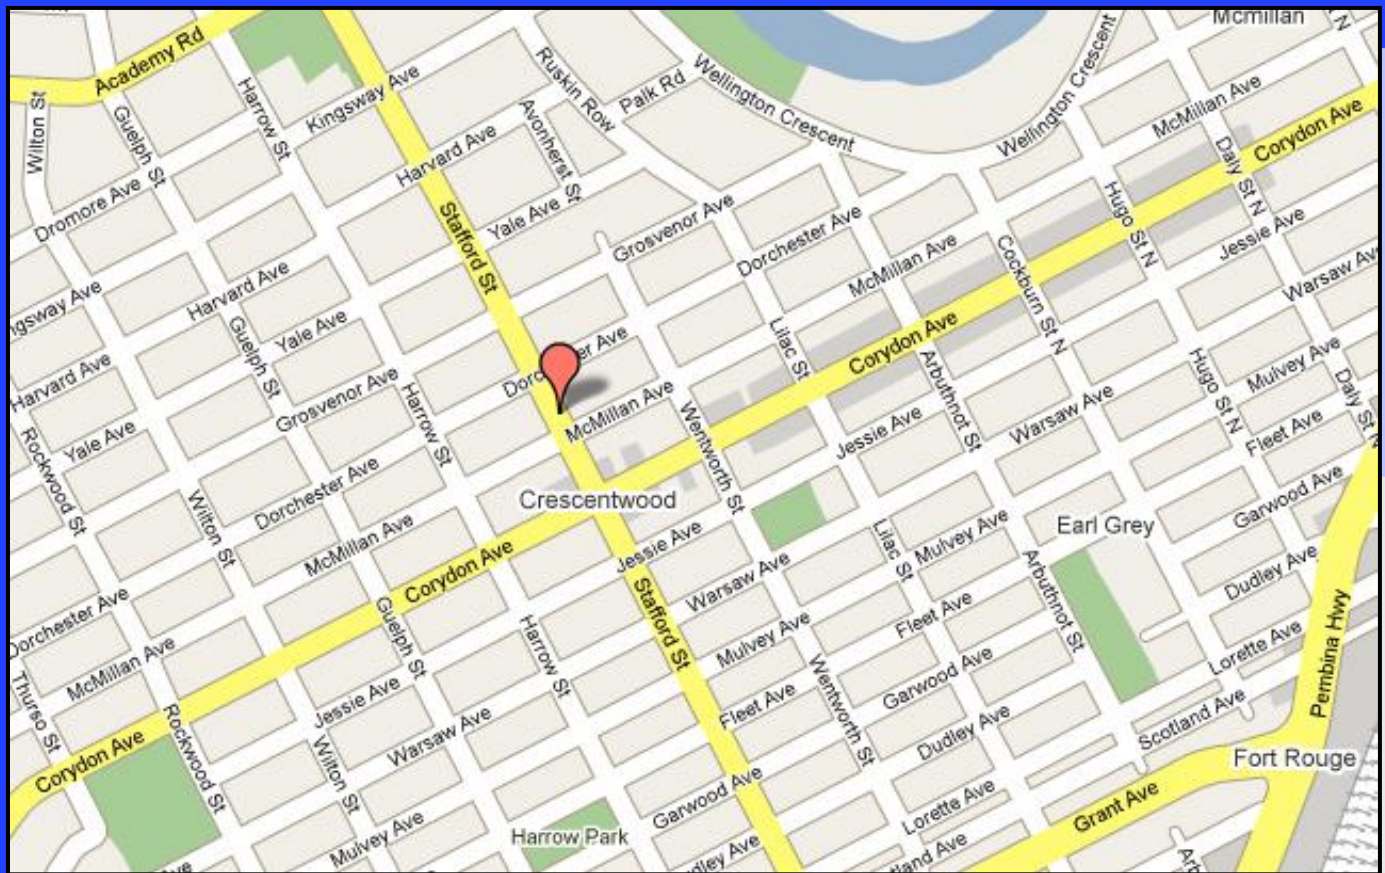 Mcmillan
Academy Rd
Wilton St
Guelph St
Harrow St
Kingsway Ave
Ruskin Row
Palk Rd
Wellington Crescent
Wellington Crescent
McMillan Ave
Corydon Ave
Avonherst St
Harvard Ave
Daly St N
Dromore Ave
Stafford St
Yale Ave
Grosvenor Ave
Dorchester Ave
McMillan Ave
Hugo St N
Cockburn St N
Jessie Ave
Warsaw Av
ngsway Ave
Harvard Ave
Guelph St
Yale Ave
Lilac St
Corydon Ave
Arbuthnot St
Hugo St N
Mulvey Ave
Daly St N
Harvard Ave
Grosvenor Ave
Harrow St
McMillan Ave
Wentworth St
Jessie Ave
Warsaw Ave
Fleet Ave
Yale Ave
Rockwood St
Wilton St
Dorchester Ave
Crescentwood
Garwood Ave
Earl Grey
McMillan Ave
Corydon Ave
Jessie Ave
Lilac St
Mulvey Ave
Warsaw Ave
Arbuthnot St
Dudley Ave
Dorchester Ave
Guelph St
Harrow St
Stafford St
Mulvey Ave
Fleet Ave
Pembina Hwy
Lorette Ave
McMillan Ave
Thurso St
Jessie Ave
Wentworth St
Garwood Ave
Rockwood St
Wilton St
Warsaw Ave
Fleet Ave
Dudley Ave
Scotland Ave
Corydon Ave
Fort Rouge
Garwood Ave
Lorette Ave
Grant Ave
Mulvey Ave
Harrow Park
dley Ave
tland Ave
Arb
ve